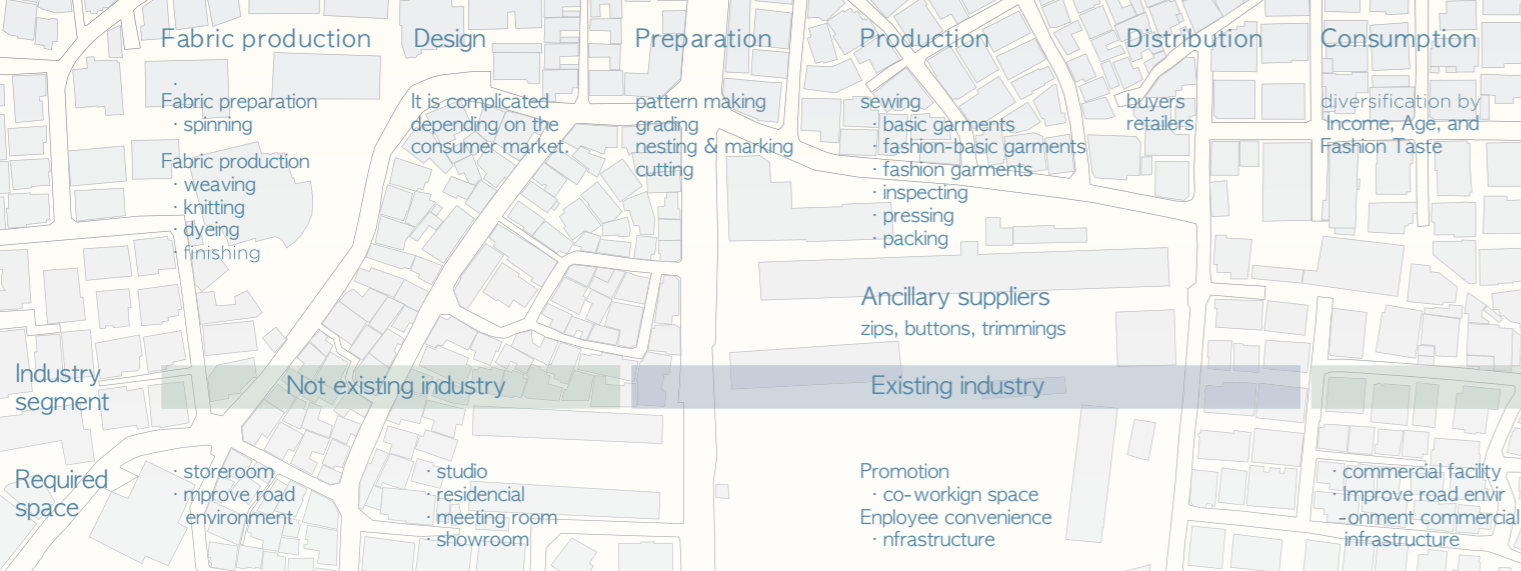 Fabric production
Design
Preparation
Production
Distribution
Consumption
·
Fabric preparation
· spinning
Fabric production
· weaving
· knitting
· dyeing
· finishing
It is complicated
depending on the
consumer market.
pattern making
grading
nesting & marking
cutting
sewing
· basic garments
· fashion-basic garments
· fashion garments
· inspecting
· pressing
· packing
Ancillary suppliers
zips, buttons, trimmings
buyers
retailers
diversification by
Income, Age, and
Fashion Taste
Industry
segment
Not existing industry
Existing industry
Required
space
· storeroom
· mprove road
environment
· studio
· residencial
· meeting room
· showroom
Promotion
· co-workign space
Enployee convenience
· nfrastructure
· commercial facility
· Improve road envir
-onment commercial
infrastructure